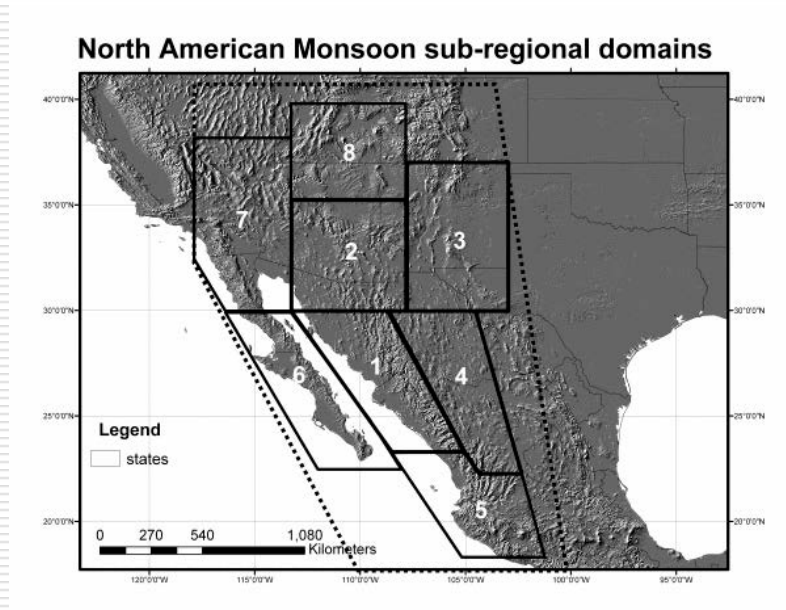 North American Monsoon sub-regional domains
40°0'0"N
40°0'0"N
8
35°0'0"N
35°0'0"N
7
2
3
30°0'0"N
30°0'0"N
1
4
6
25°0'0"N
25°0'0"N
Legend
states
5
20°0'0"N
20°0'0"N
0 270 540 1,080
Kilometers
120°0'0"W 115°0'0"W 110°0'0"W 105°0'0"W 100°0'0"W 95°0'0"W